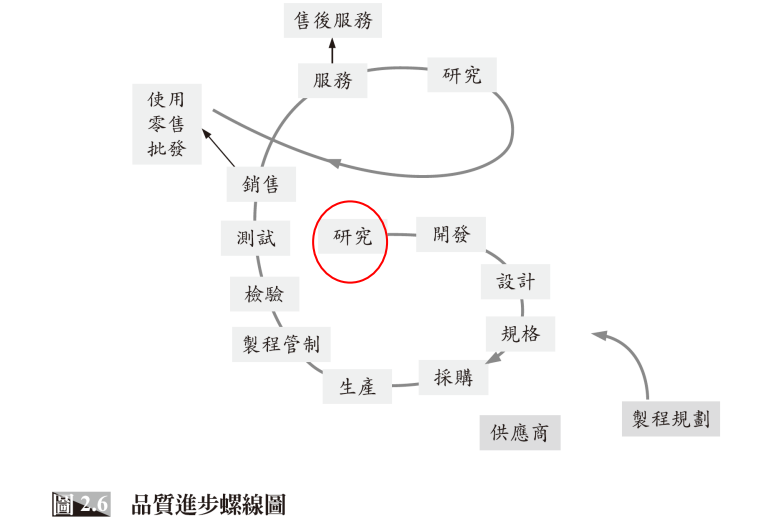 售後服務
服務
研究
使用
零售
批發
銷售
測試
研究
開發
檢驗
設計
製程管制
規格
生產
採購
供應商
製程規劃
圖 2.6 品質進步螺線圖